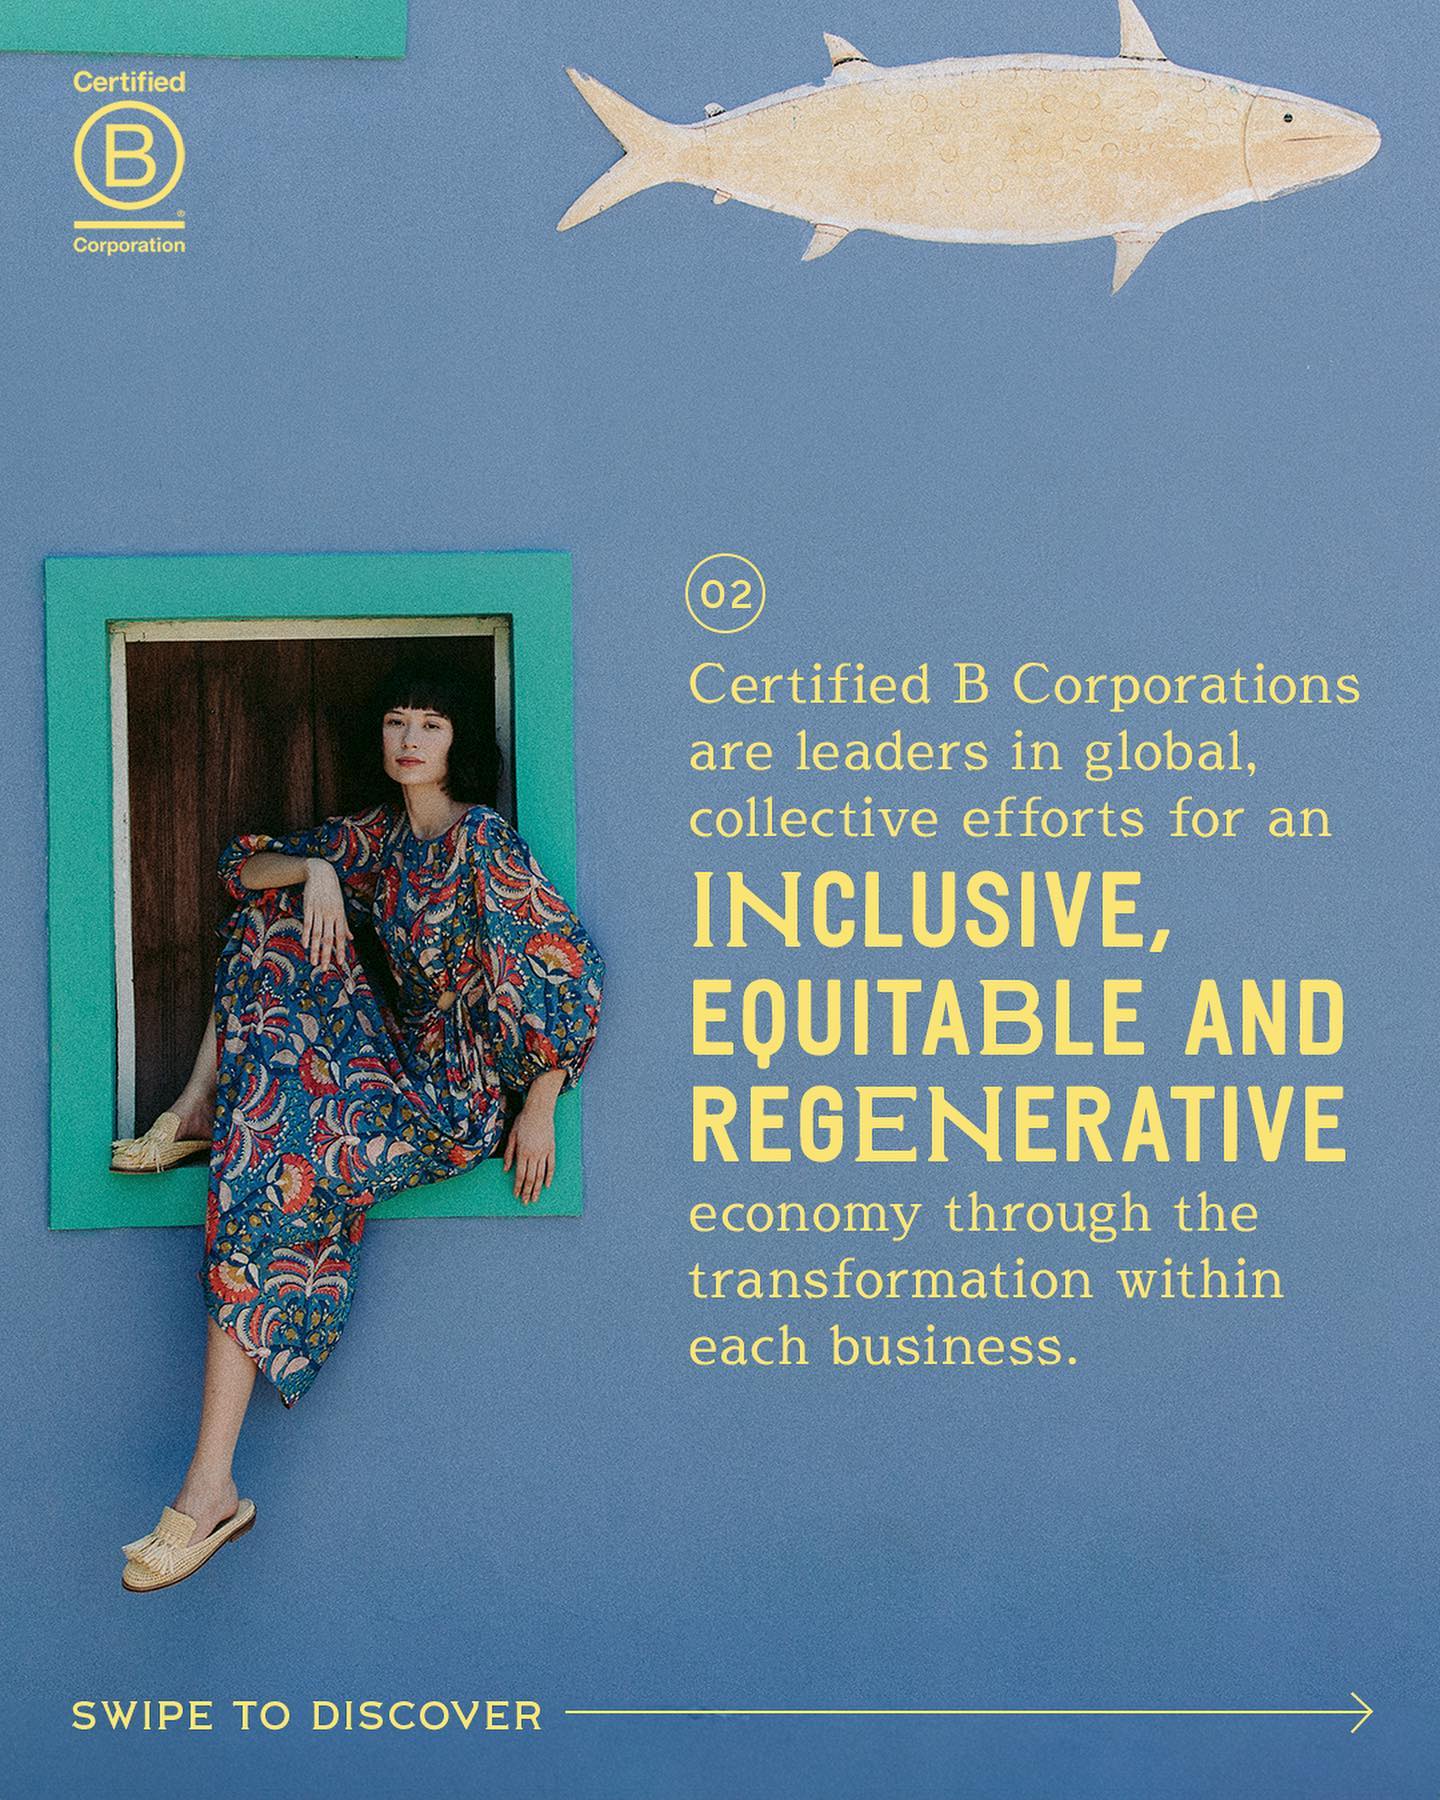 Certified
B
®
Corporation
02
Certified B Corporations
are leaders in global,
collective efforts for an
INCLUSIVE,
EQUITABLE AND
REGENERATIVE
economy through the
transformation within
each business.
SWIPE TO DISCOVER